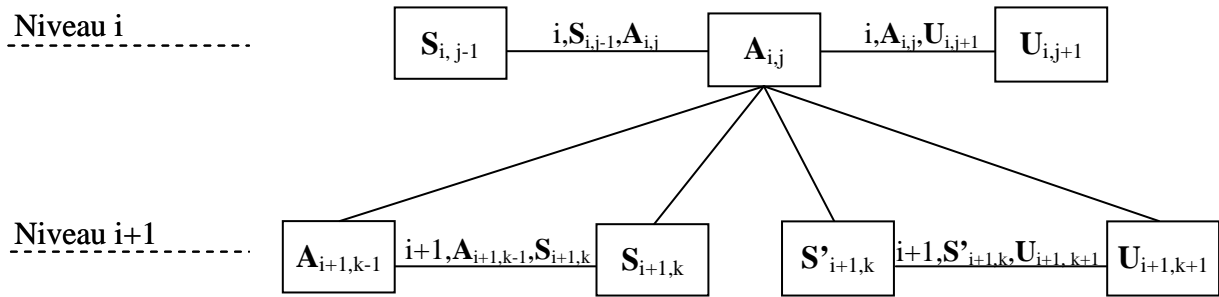 Niveau i
S_{i, j-1} i,S_{i,j-1},A_{i,j} A_{i,j} i,A_{i,j},U_{i,j+1} U_{i,j+1}
Niveau i+1
A_{i+1,k-1} i+1,A_{i+1,k-1},S_{i+1,k} S_{i+1,k} S'_{i+1,k} i+1,S'_{i+1,k},U_{i+1, k+1} U_{i+1,k+1}